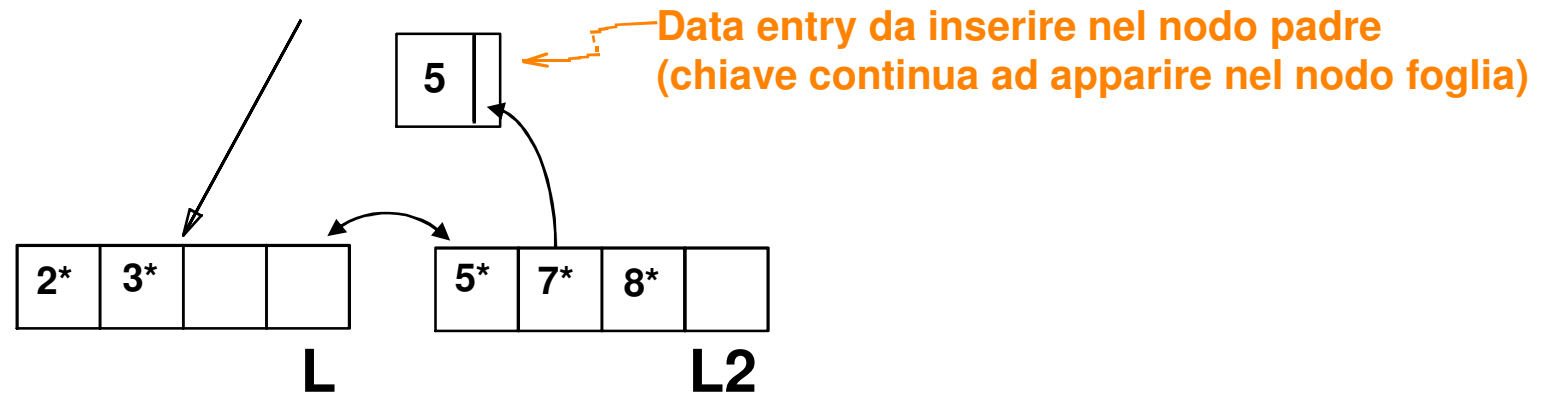 Data entry da inserire nel nodo padre
(chiave continua ad apparire nel nodo foglia)
5
2* 3* 5* 7* 8*
L L2